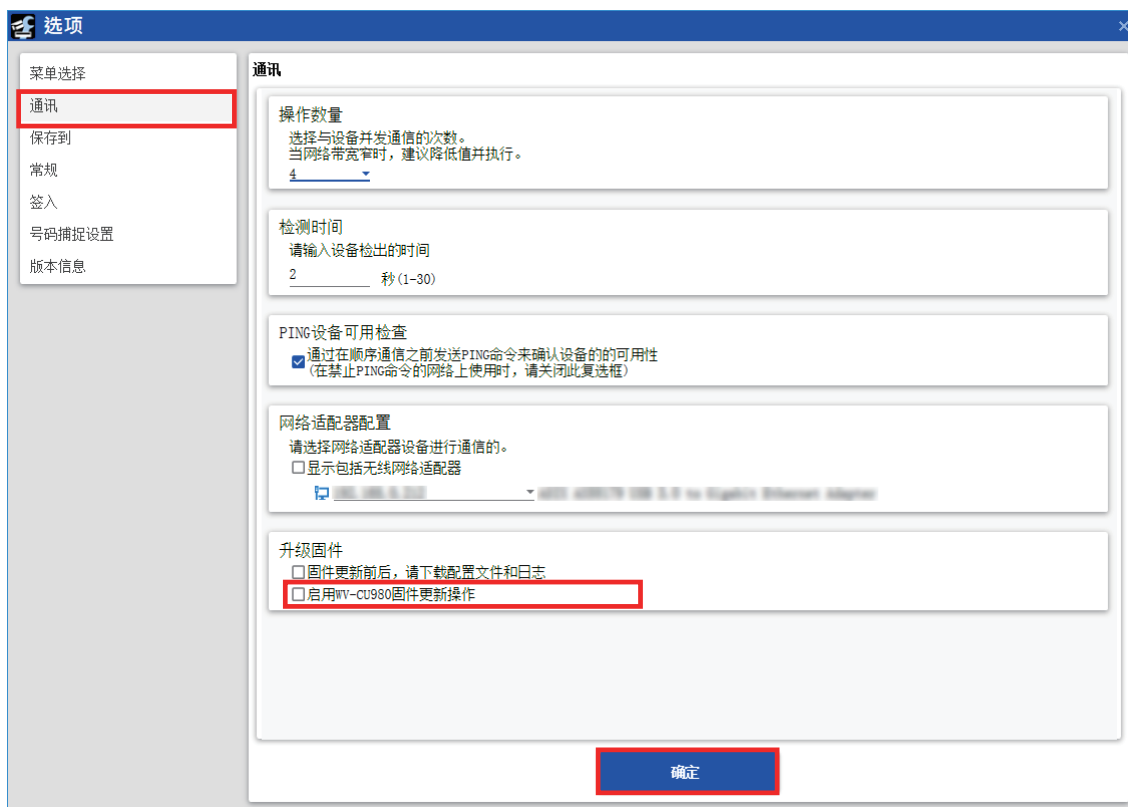 选项
菜单选择
通讯
保存到
常规
签入
号码捕捉设置
版本信息
通讯
操作数量
选择与设备并发通信的次数。
当网络带宽窄时，建议降低值并执行。
4
检测时间
请输入设备检出的时间
2 秒(1-30)
PING设备可用检查
通过在顺序通信之前发送PING命令来确认设备的的可用性
(在禁止PING命令的网络上使用时，请关闭此复选框)
网络适配器配置
请选择网络适配器设备进行通信的。
显示包括无线网络适配器
升级固件
固件更新前后，请下载配置文件和日志
启用WV-CU980固件更新操作
确定